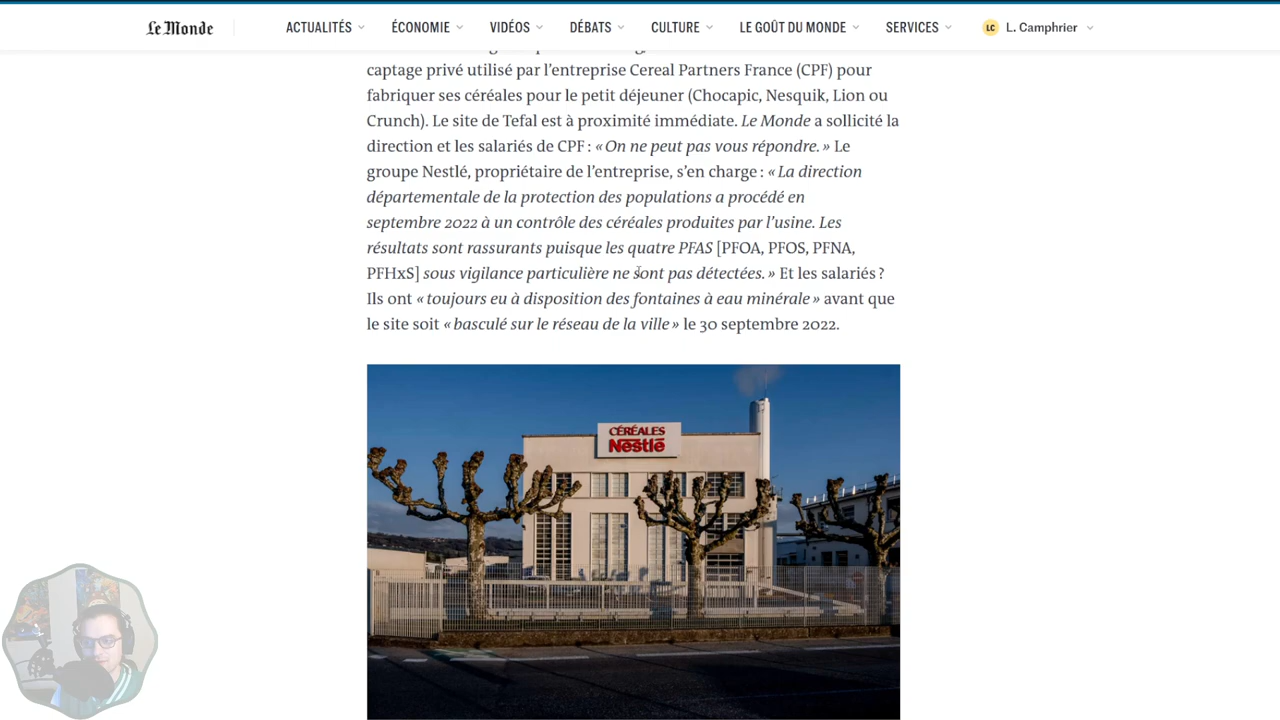 Le Monde
ACTUALITÉS
ÉCONOMIE
VIDÉOS
DÉBATS
CULTURE
LE GOÛT DU MONDE
SERVICES
LC
L. Camphrier
captage privé utilisé par l’entreprise Cereal Partners France (CPF) pour
fabriquer ses céréales pour le petit déjeuner (Chocapic, Nesquik, Lion ou
Crunch). Le site de Tefal est à proximité immédiate. Le Monde a sollicité la
direction et les salariés de CPF : « On ne peut pas vous répondre. » Le
groupe Nestlé, propriétaire de l’entreprise, s’en charge : « La direction
départementale de la protection des populations a procédé en
septembre 2022 à un contrôle des céréales produites par l’usine. Les
résultats sont rassurants puisque les quatre PFAS [PFOA, PFOS, PFNA,
PFHxS] sous vigilance particulière ne sont pas détectées. » Et les salariés ?
Ils ont « toujours eu à disposition des fontaines à eau minérale » avant que
le site soit « basculé sur le réseau de la ville » le 30 septembre 2022.
CÉRÉALES
Nestlé